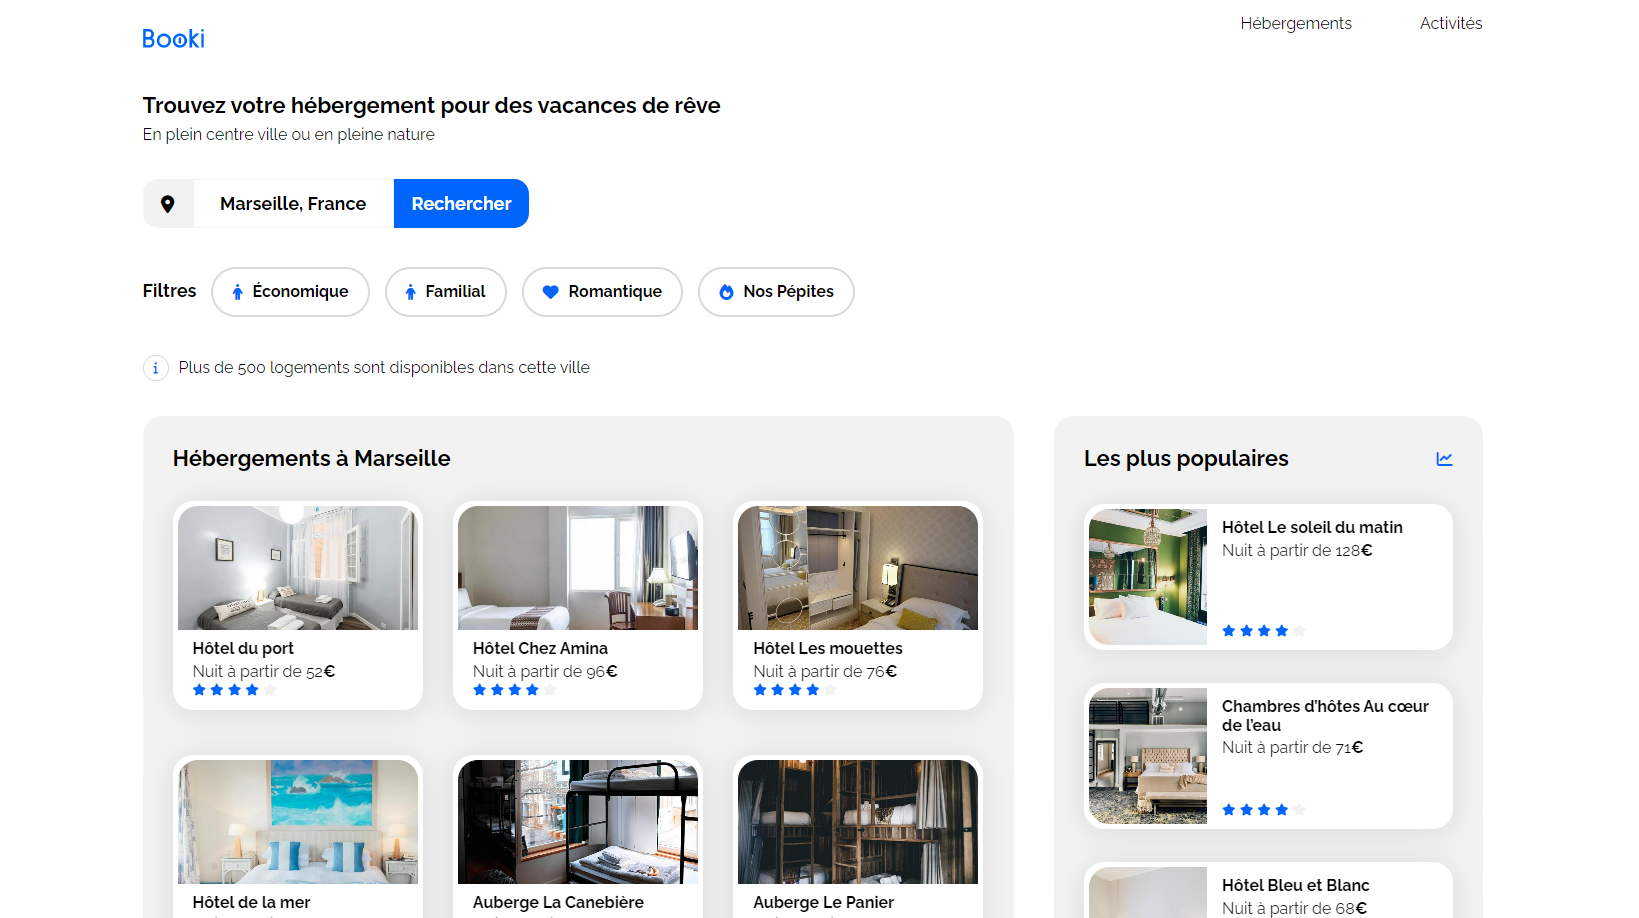 Booki
Hébergements
Activités
Trouvez votre hébergement pour des vacances de rêve
En plein centre ville ou en pleine nature
Marseille, France
Rechercher
Filtres
Économique
Familial
Romantique
Nos Pépites
i Plus de 500 logements sont disponibles dans cette ville
Hébergements à Marseille
Hôtel du port
Nuit à partir de 52€
Hôtel Chez Amina
Nuit à partir de 96€
Hôtel Les mouettes
Nuit à partir de 76€
Hôtel de la mer
Auberge La Canebière
Auberge Le Panier
Les plus populaires
Hôtel Le soleil du matin
Nuit à partir de 128€
Chambres d'hôtes Au cœur
de l'eau
Nuit à partir de 71€
Hôtel Bleu et Blanc
Nuit à partir de 68€